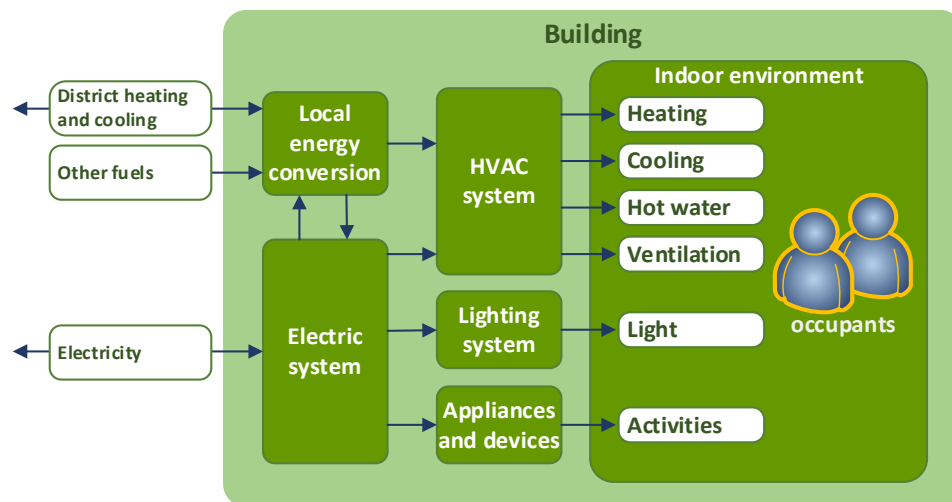 Building
Indoor environment
District heating
and cooling
Other fuels
Electricity
Local
energy
conversion
Electric
system
HVAC
system
Lighting
system
Appliances
and devices
Heating
Cooling
Hot water
Ventilation
Light
Activities
occupants